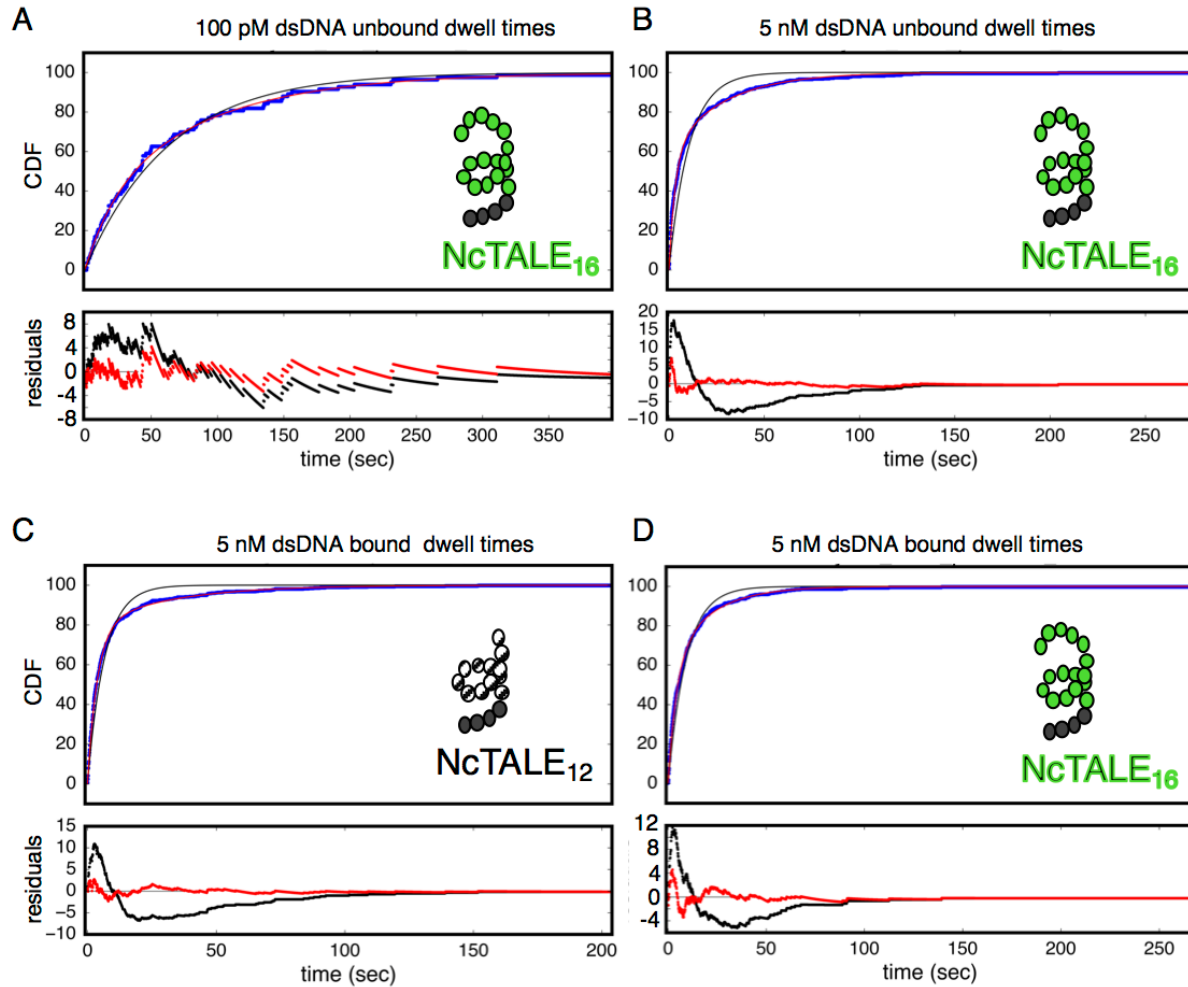 A
100 pM dsDNA unbound dwell times
CDF
100
80
60
40
20
0
NcTALE16
residuals
8
4
0
-4
-8
0 50 100 150 200 250 300 350
time (sec)
B
5 nM dsDNA unbound dwell times
100
80
60
40
20
0
NcTALE16
20
15
10
5
0
−5
−10
0 50 100 150 200 250
time (sec)
C
5 nM dsDNA bound dwell times
CDF
100
80
60
40
20
0
NcTALE12
residuals
15
10
5
0
−5
−10
0 50 100 150 200
time (sec)
D
5 nM dsDNA bound dwell times
100
80
60
40
20
0
NcTALE16
12
8
4
0
-4
0 50 100 150 200 250
time (sec)